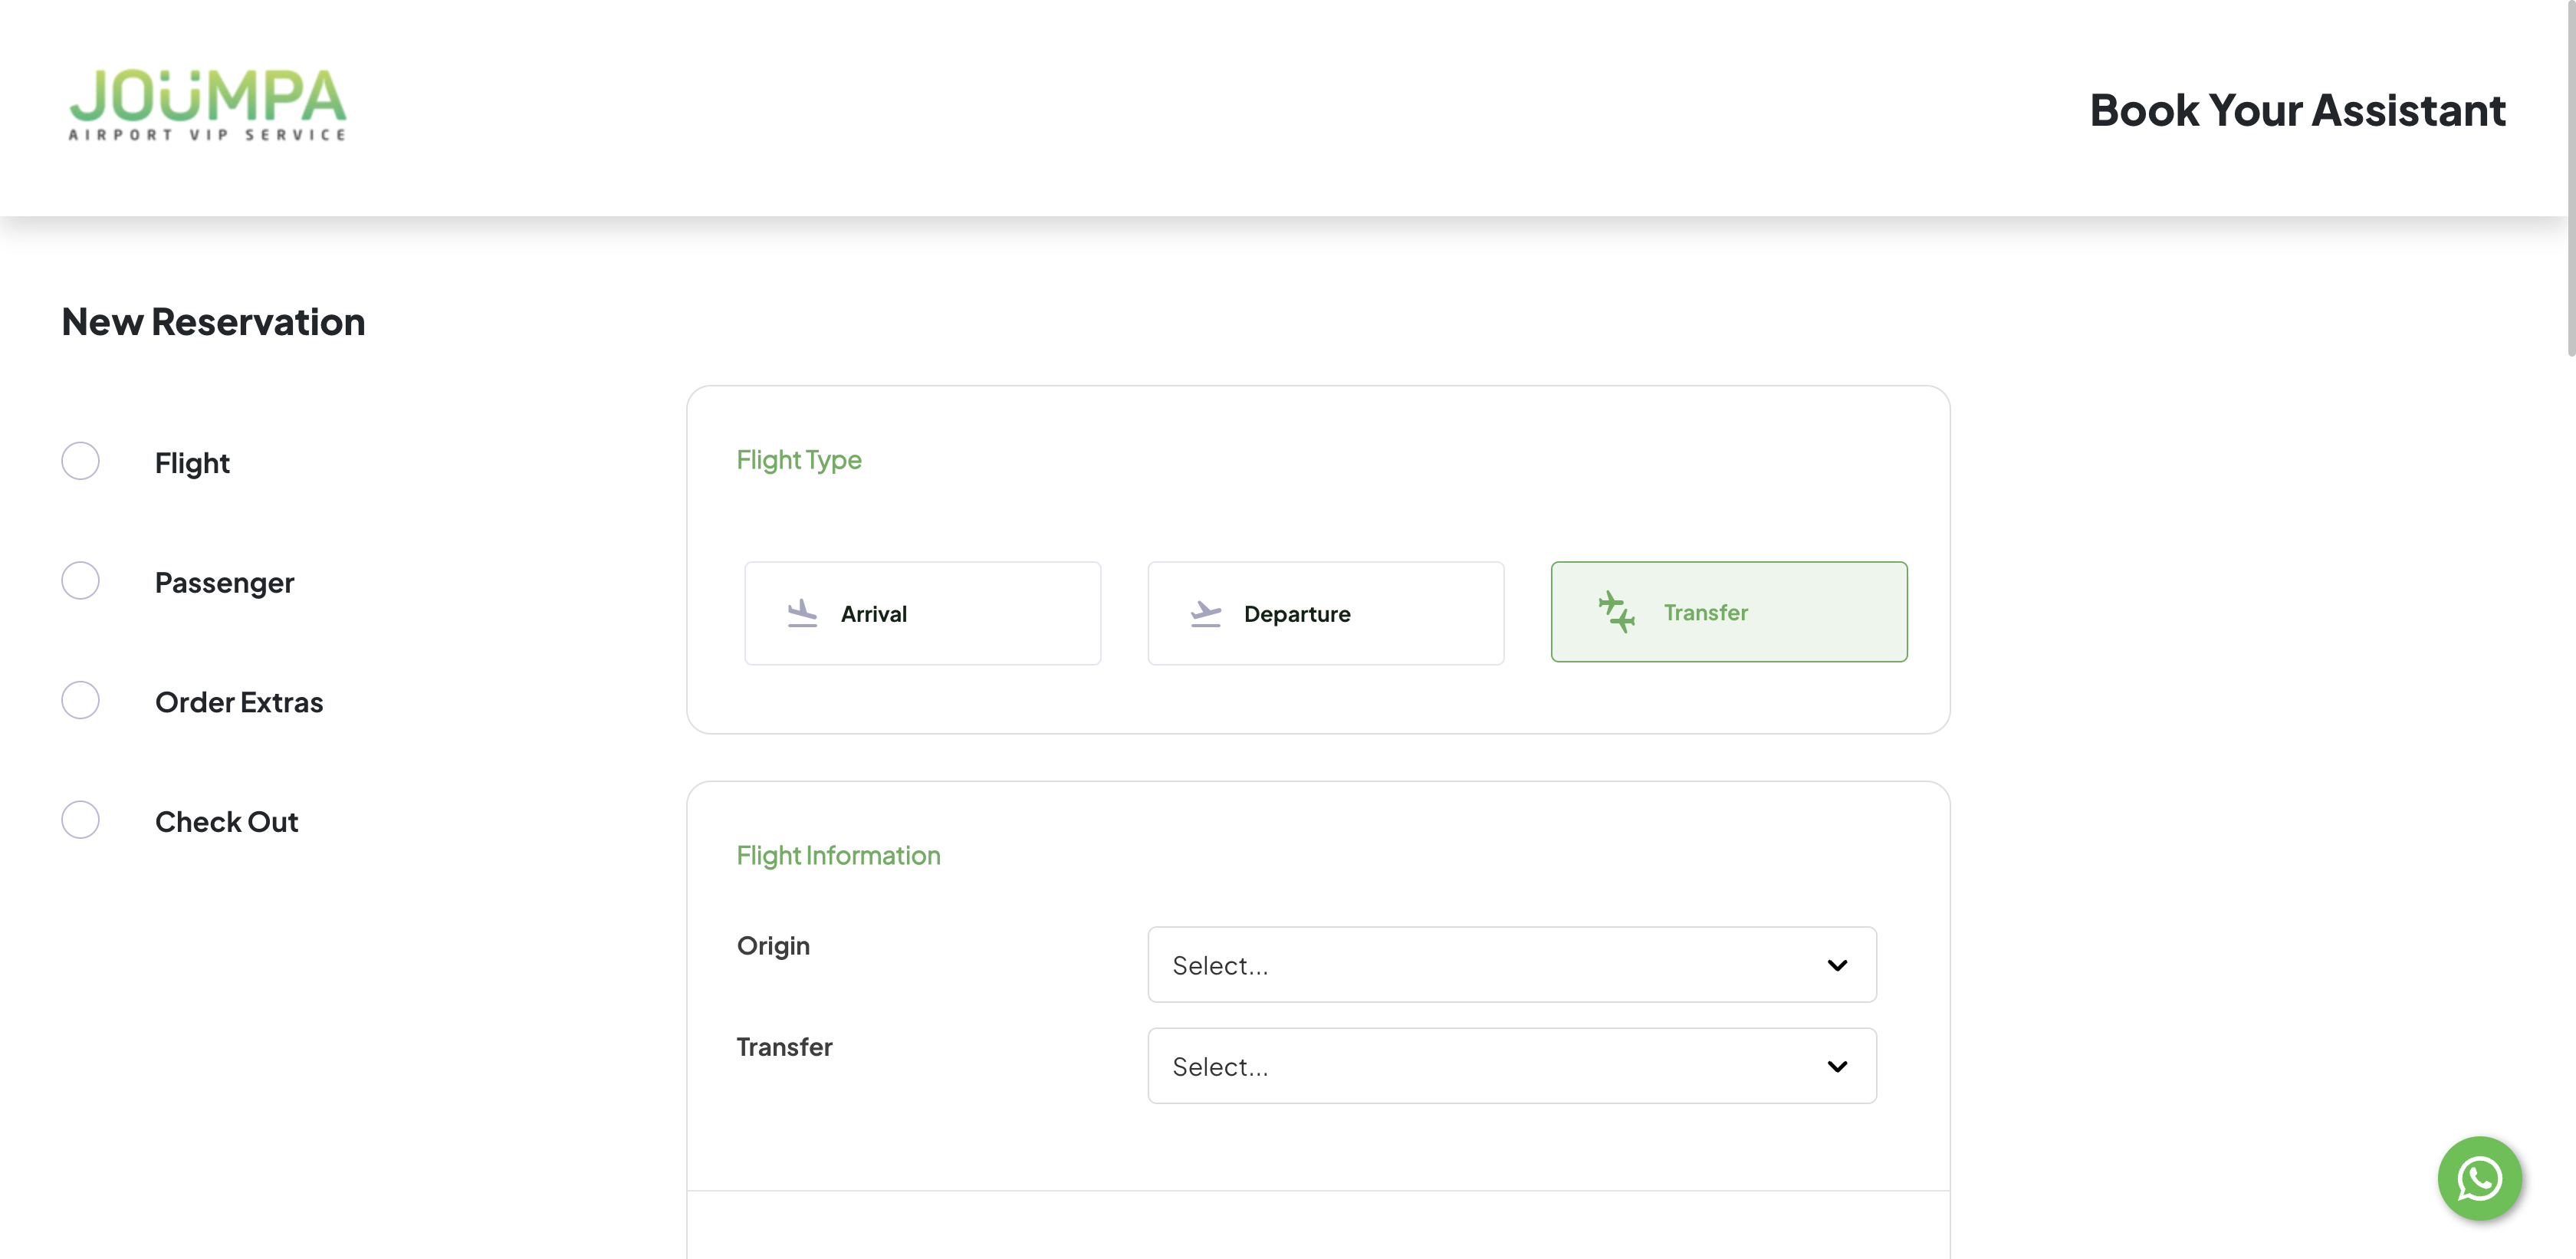 JOÜMPA
AIRPORT VIP SERVICE
Book Your Assistant
New Reservation
Flight
Passenger
Order Extras
Check Out
Flight Type
Arrival
Departure
Transfer
Flight Information
Origin
Select...
Transfer
Select...